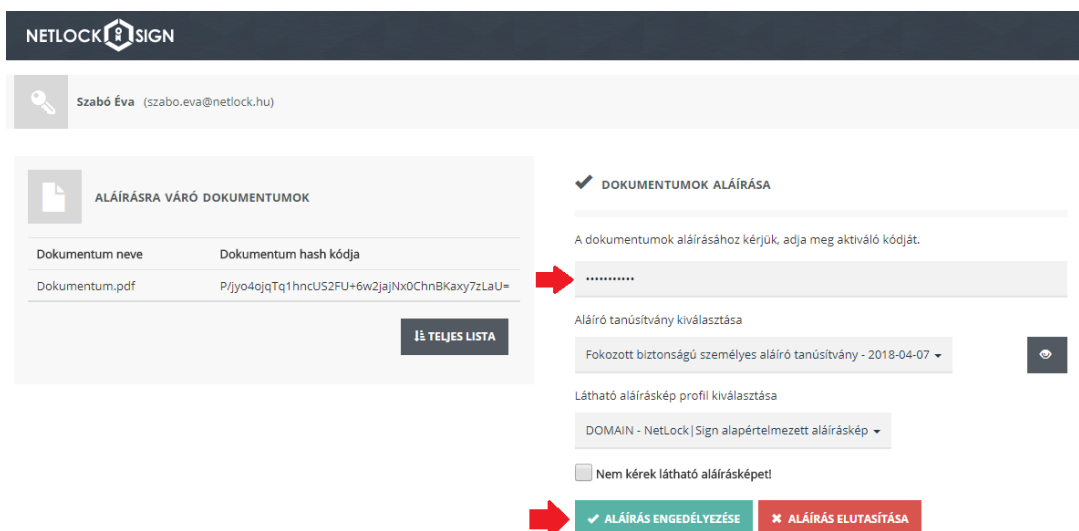 NETLOCK SIGN
Szabó Éva (szabo.eva@netlock.hu)
ALÁÍRÁSRA VÁRÓ DOKUMENTUMOK
Dokumentum neve Dokumentum hash kódja
Dokumentum.pdf P/jyo4ojqTq1hncUS2FU+6w2jajNx0ChnBKaxy7zLaU=
TELJES LISTA
DOKUMENTUMOK ALÁÍRÁSA
A dokumentumok aláírásához kérjük, adja meg aktiváló kódját.
•••••••••••
Aláíró tanúsítvány kiválasztása
Fokozott biztonságú személyes aláíró tanúsítvány - 2018-04-07
Látható aláíráskép profil kiválasztása
DOMAIN - NetLock|Sign alapértelmezett aláíráskép
Nem kérek látható aláírásképet!
ALÁÍRÁS ENGEDÉLYEZÉSE ALÁÍRÁS ELUTASÍTÁSA